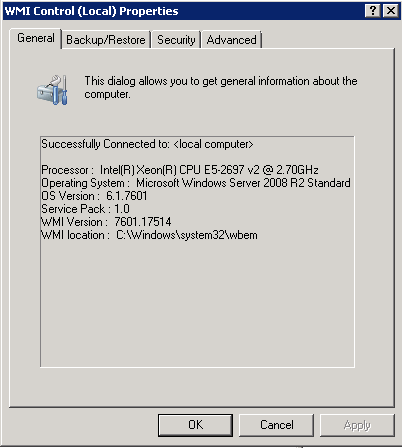 WMI Control (Local) Properties
General Backup/Restore Security Advanced
This dialog allows you to get general information about the
computer.
Successfully Connected to: <local computer>
Processor : Intel(R) Xeon(R) CPU E5-2697 v2 @ 2.70GHz
Operating System : Microsoft Windows Server 2008 R2 Standard
OS Version : 6.1.7601
Service Pack : 1.0
WMI Version : 7601.17514
WMI location : C:\Windows\system32\wbem
OK Cancel Apply